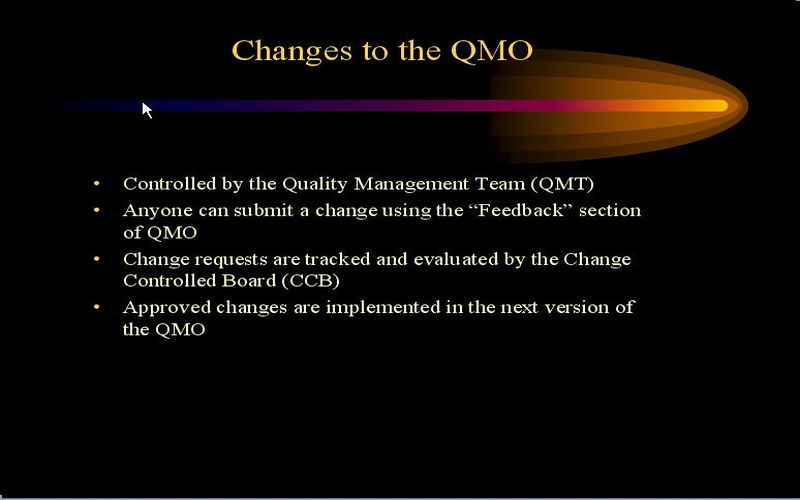 Changes to the QMO
• Controlled by the Quality Management Team (QMT)
• Anyone can submit a change using the “Feedback” section
of QMO
• Change requests are tracked and evaluated by the Change
Controlled Board (CCB)
• Approved changes are implemented in the next version of
the QMO